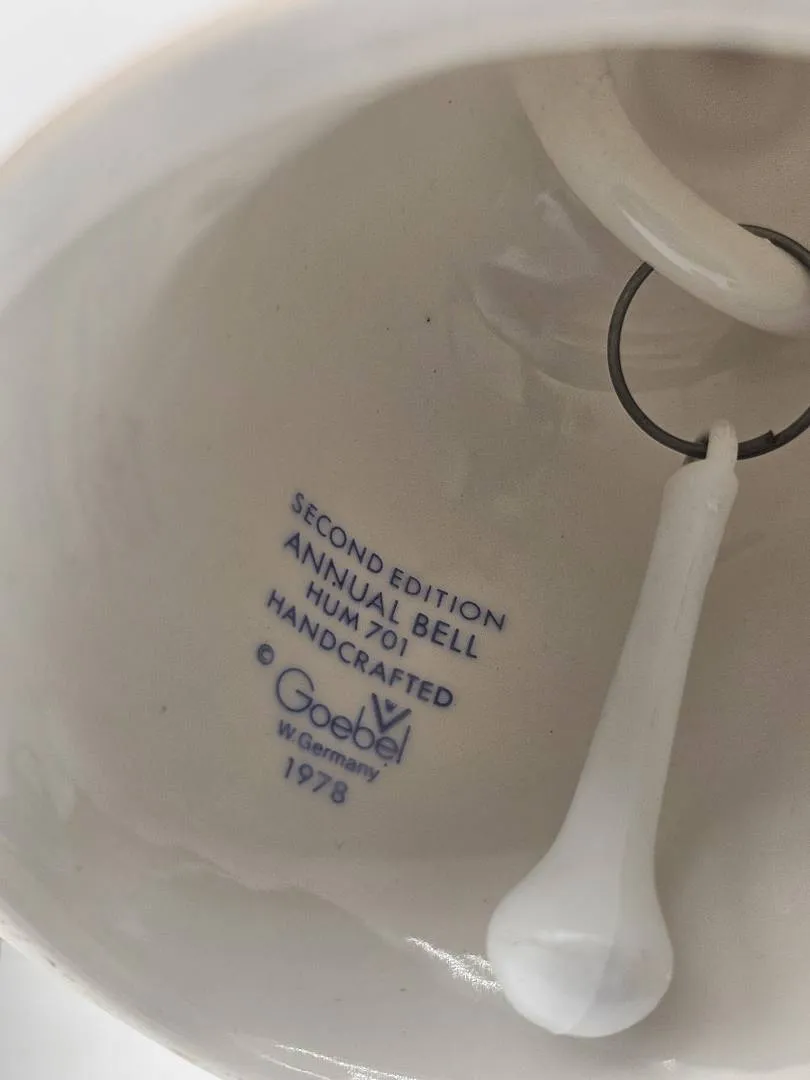 SECOND EDITION
ANNUAL BELL
HUM 701
HANDCRAFTED
© Goebel
W. Germany
1978